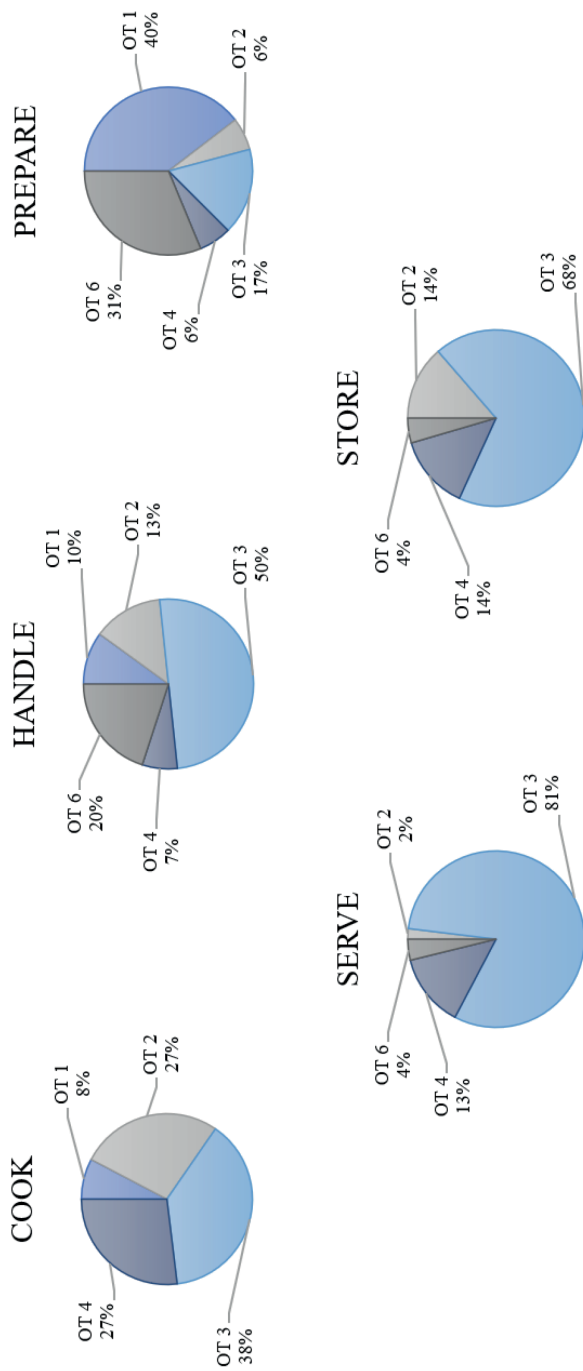 COOK
OT 1
8%
OT 2
27%
OT 3
38%
OT 4
27%
HANDLE
OT 1
10%
OT 2
13%
OT 3
50%
OT 4
7%
OT 6
20%
PREPARE
OT 1
40%
OT 2
6%
OT 3
17%
OT 4
6%
OT 6
31%
SERVE
OT 2
2%
OT 3
81%
OT 4
13%
OT 6
4%
STORE
OT 2
14%
OT 3
68%
OT 4
14%
OT 6
4%